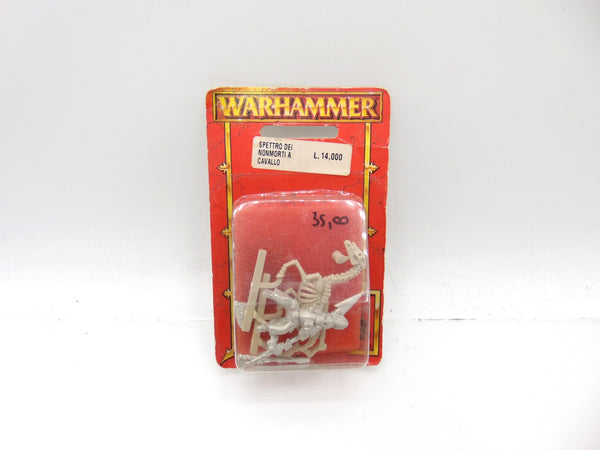 WARHAMMER
SPETTRO DEI
NONMORTI A
CAVALLO
L. 14,000
35,00